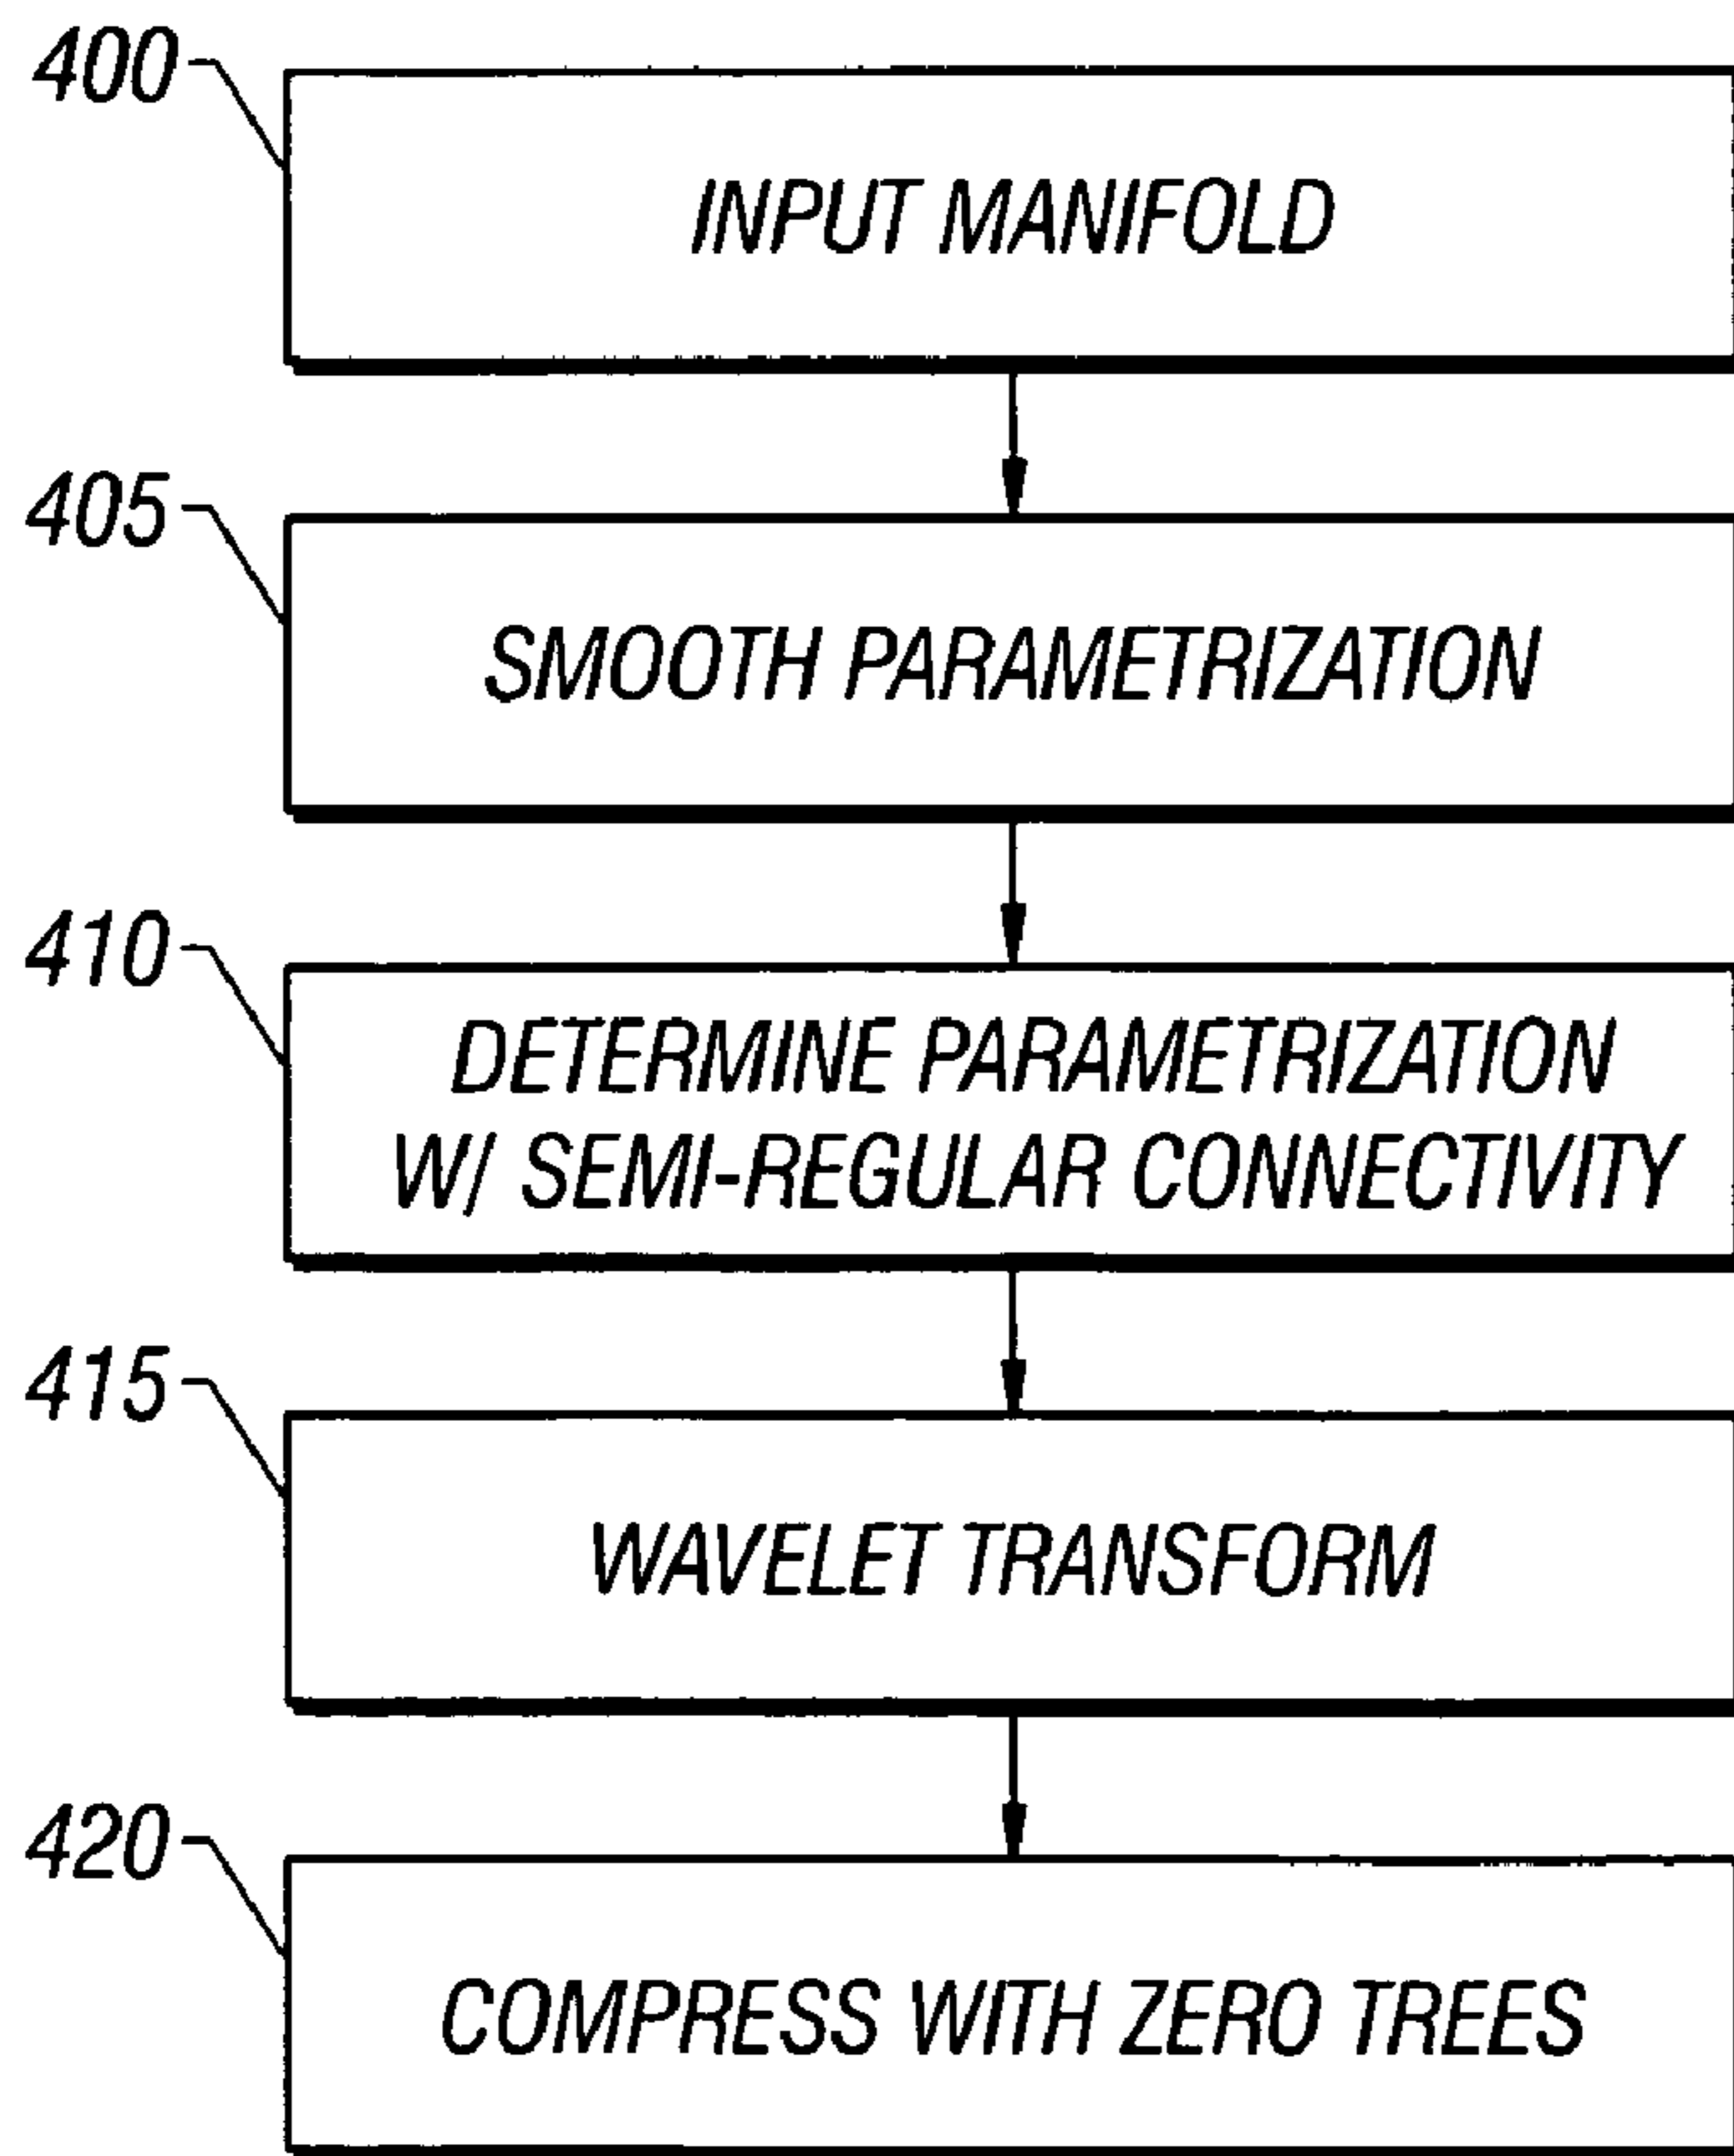 400
INPUT MANIFOLD
405
SMOOTH PARAMETRIZATION
410
DETERMINE PARAMETRIZATION
W/ SEMI-REGULAR CONNECTIVITY
415
WAVELET TRANSFORM
420
COMPRESS WITH ZERO TREES